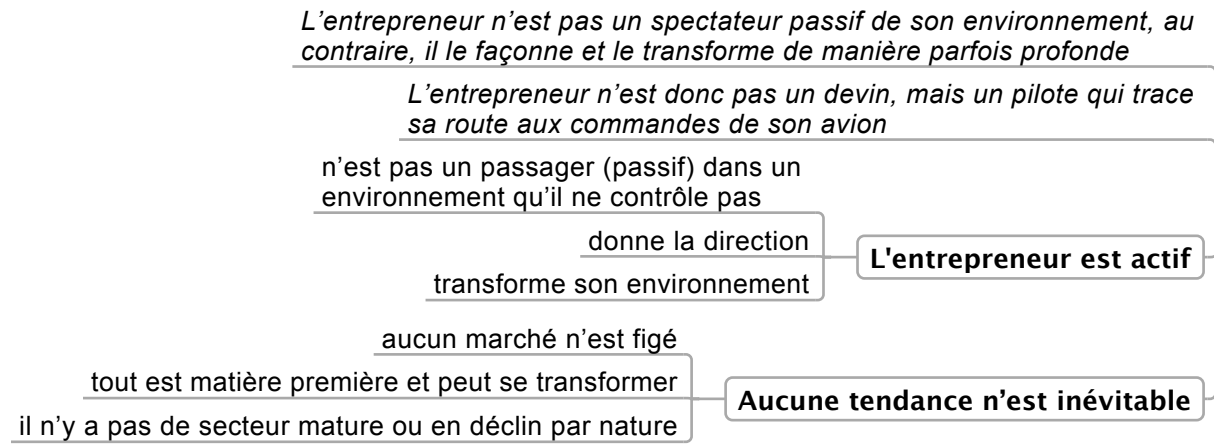 L’entrepreneur n’est pas un spectateur passif de son environnement, au
contraire, il le façonne et le transforme de manière parfois profonde
L’entrepreneur n’est donc pas un devin, mais un pilote qui trace
sa route aux commandes de son avion
n’est pas un passager (passif) dans un
environnement qu’il ne contrôle pas
donne la direction
transforme son environnement
L'entrepreneur est actif
aucun marché n’est figé
tout est matière première et peut se transformer
il n’y a pas de secteur mature ou en déclin par nature
Aucune tendance n’est inévitable